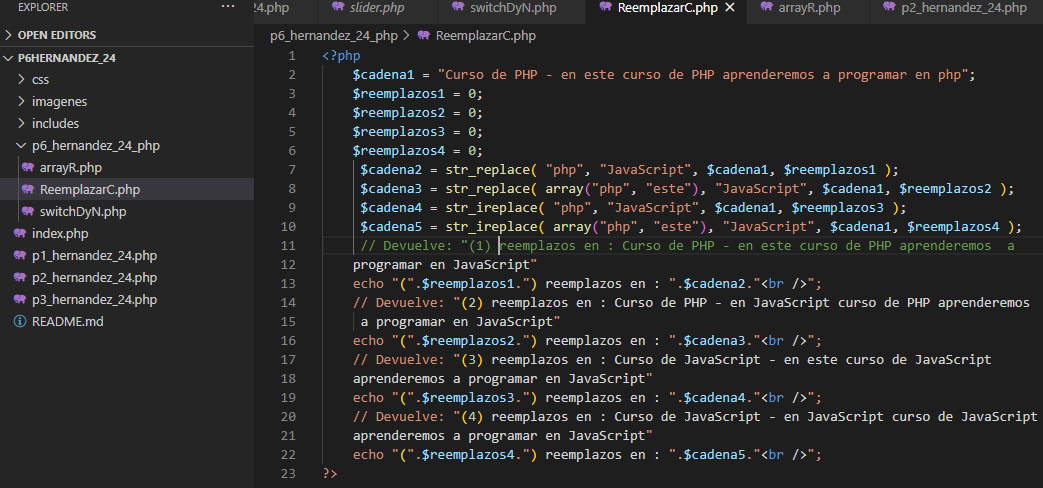 EXPLORER
···
24.php
slider.php
switchDyN.php
ReemplazarC.php
arrayR.php
p2_hernandez_24.php
OPEN EDITORS
P6HERNANDEZ_24
css
imagenes
includes
p6_hernandez_24_php
arrayR.php
ReemplazarC.php
switchDyN.php
index.php
p1_hernandez_24.php
p2_hernandez_24.php
p3_hernandez_24.php
README.md
p6_hernandez_24_php > ReemplazarC.php
1 <?php
2 $cadena1 = "Curso de PHP - en este curso de PHP aprenderemos a programar en php";
3 $reemplazos1 = 0;
4 $reemplazos2 = 0;
5 $reemplazos3 = 0;
6 $reemplazos4 = 0;
7 $cadena2 = str_replace( "php", "JavaScript", $cadena1, $reemplazos1 );
8 $cadena3 = str_replace( array("php", "este"), "JavaScript", $cadena1, $reemplazos2 );
9 $cadena4 = str_ireplace( "php", "JavaScript", $cadena1, $reemplazos3 );
10 $cadena5 = str_ireplace( array("php", "este"), "JavaScript", $cadena1, $reemplazos4 );
11 // Devuelve: "(1) reemplazos en : Curso de PHP - en este curso de PHP aprenderemos  a
12 programar en JavaScript"
13 echo "(".$reemplazos1.") reemplazos en : ".$cadena2."<br />";
14 // Devuelve: "(2) reemplazos en : Curso de PHP - en JavaScript curso de PHP aprenderemos
15 a programar en JavaScript"
16 echo "(".$reemplazos2.") reemplazos en : ".$cadena3."<br />";
17 // Devuelve: "(3) reemplazos en : Curso de JavaScript - en este curso de JavaScript
18 aprenderemos a programar en JavaScript"
19 echo "(".$reemplazos3.") reemplazos en : ".$cadena4."<br />";
20 // Devuelve: "(4) reemplazos en : Curso de JavaScript - en JavaScript curso de JavaScript
21 aprenderemos a programar en JavaScript"
22 echo "(".$reemplazos4.") reemplazos en : ".$cadena5."<br />";
23 ?>